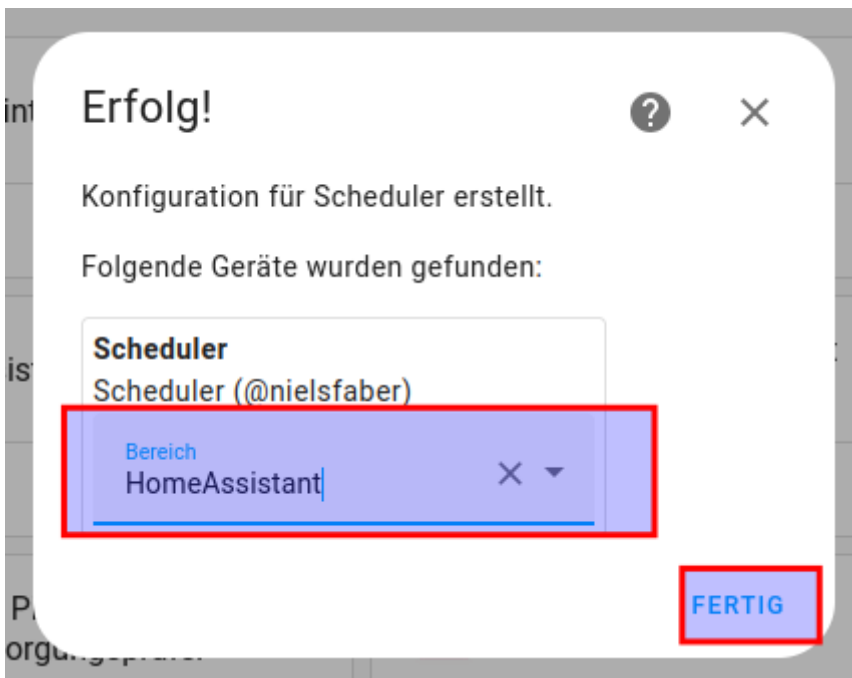 Erfolg!
Konfiguration für Scheduler erstellt.
Folgende Geräte wurden gefunden:
Scheduler
Scheduler (@nielsfaber)
Bereich
HomeAssistant
FERTIG